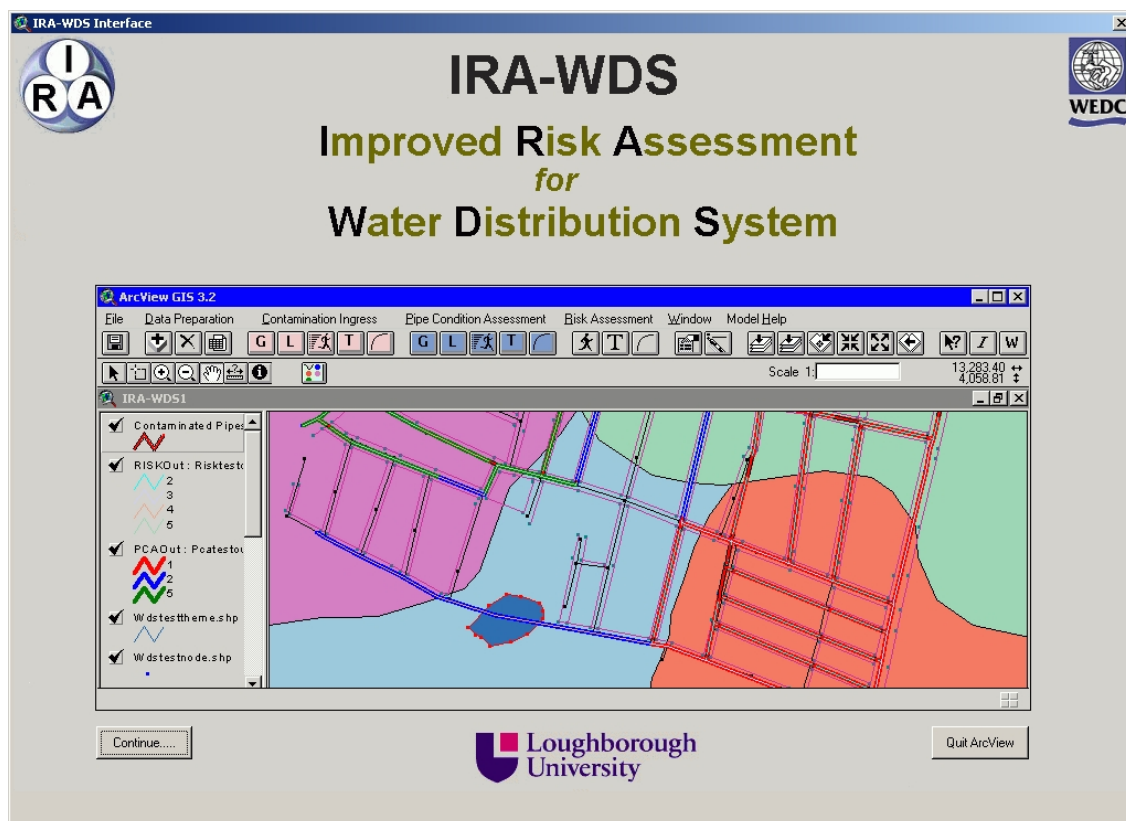 IRA-WDS Interface
I
R A
WEDC
IRA-WDS
Improved Risk Assessment
for
Water Distribution System
ArcView GIS 3.2
File Data Preparation Contamination Ingress Pipe Condition Assessment Risk Assessment Window Model Help
G L T G L T T ? I W
Scale 1: 13,283.40
4,058.81
IRA-WDS1
Contaminated Pipes
RISKOut : Risktesto
2
3
4
5
PCAOut : Pcatestou
1
2
5
Wdstesttheme.shp
Wdstestnode.shp
Continue.....
Loughborough
University
Quit ArcView